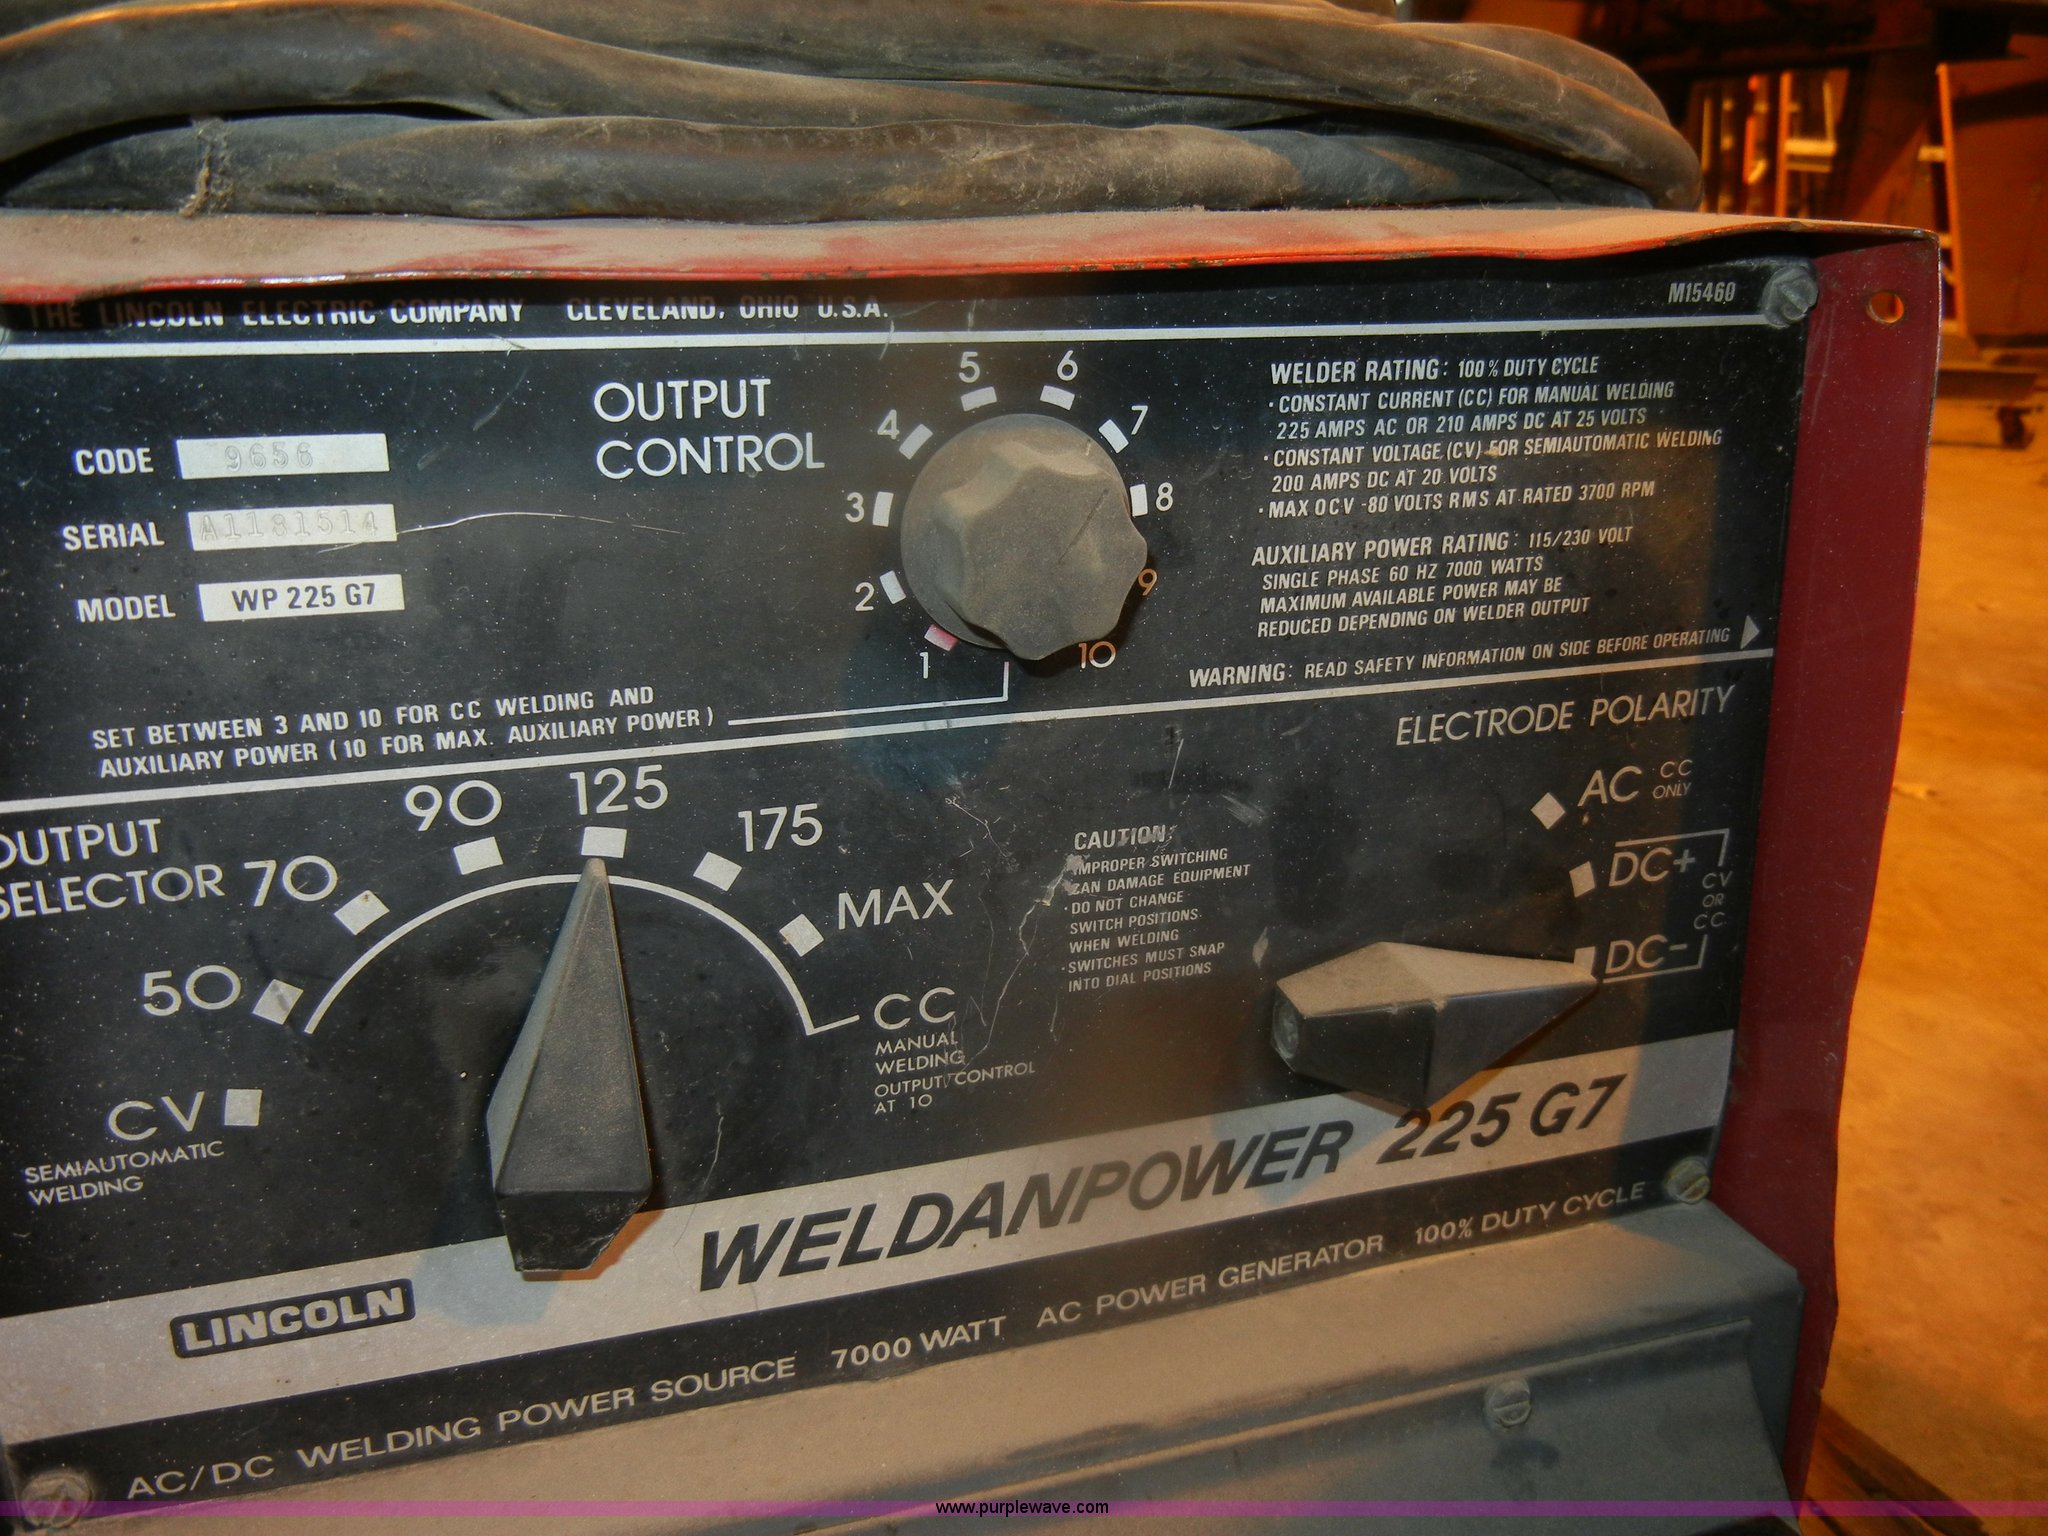 THE LINCOLN ELECTRIC COMPANY CLEVELAND, OHIO U.S.A.
M15460
CODE 9656
SERIAL A1181514
MODEL WP 225 G7
OUTPUT
CONTROL
1
2
3
4
5
6
7
8
9
10
SET BETWEEN 3 AND 10 FOR CC WELDING AND
AUXILIARY POWER (10 FOR MAX. AUXILIARY POWER)
WELDER RATING: 100% DUTY CYCLE
• CONSTANT CURRENT (CC) FOR MANUAL WELDING
225 AMPS AC OR 210 AMPS DC AT 25 VOLTS
• CONSTANT VOLTAGE (CV) FOR SEMIAUTOMATIC WELDING
200 AMPS DC AT 20 VOLTS
• MAX OCV -80 VOLTS RMS AT RATED 3700 RPM
AUXILIARY POWER RATING: 115/230 VOLT
SINGLE PHASE 60 HZ 7000 WATTS
MAXIMUM AVAILABLE POWER MAY BE
REDUCED DEPENDING ON WELDER OUTPUT
WARNING: READ SAFETY INFORMATION ON SIDE BEFORE OPERATING
OUTPUT
SELECTOR
CV
SEMIAUTOMATIC
WELDING
50
70
90
125
175
MAX
CC
MANUAL
WELDING
OUTPUT CONTROL
AT 10
CAUTION:
IMPROPER SWITCHING
CAN DAMAGE EQUIPMENT
• DO NOT CHANGE
SWITCH POSITIONS
WHEN WELDING
• SWITCHES MUST SNAP
INTO DIAL POSITIONS
ELECTRODE POLARITY
AC CC
ONLY
DC+
CV
OR
CC
DC-
WELDANPOWER 225 G7
LINCOLN
AC/DC WELDING POWER SOURCE 7000 WATT AC POWER GENERATOR 100% DUTY CYCLE
www.purplewave.com